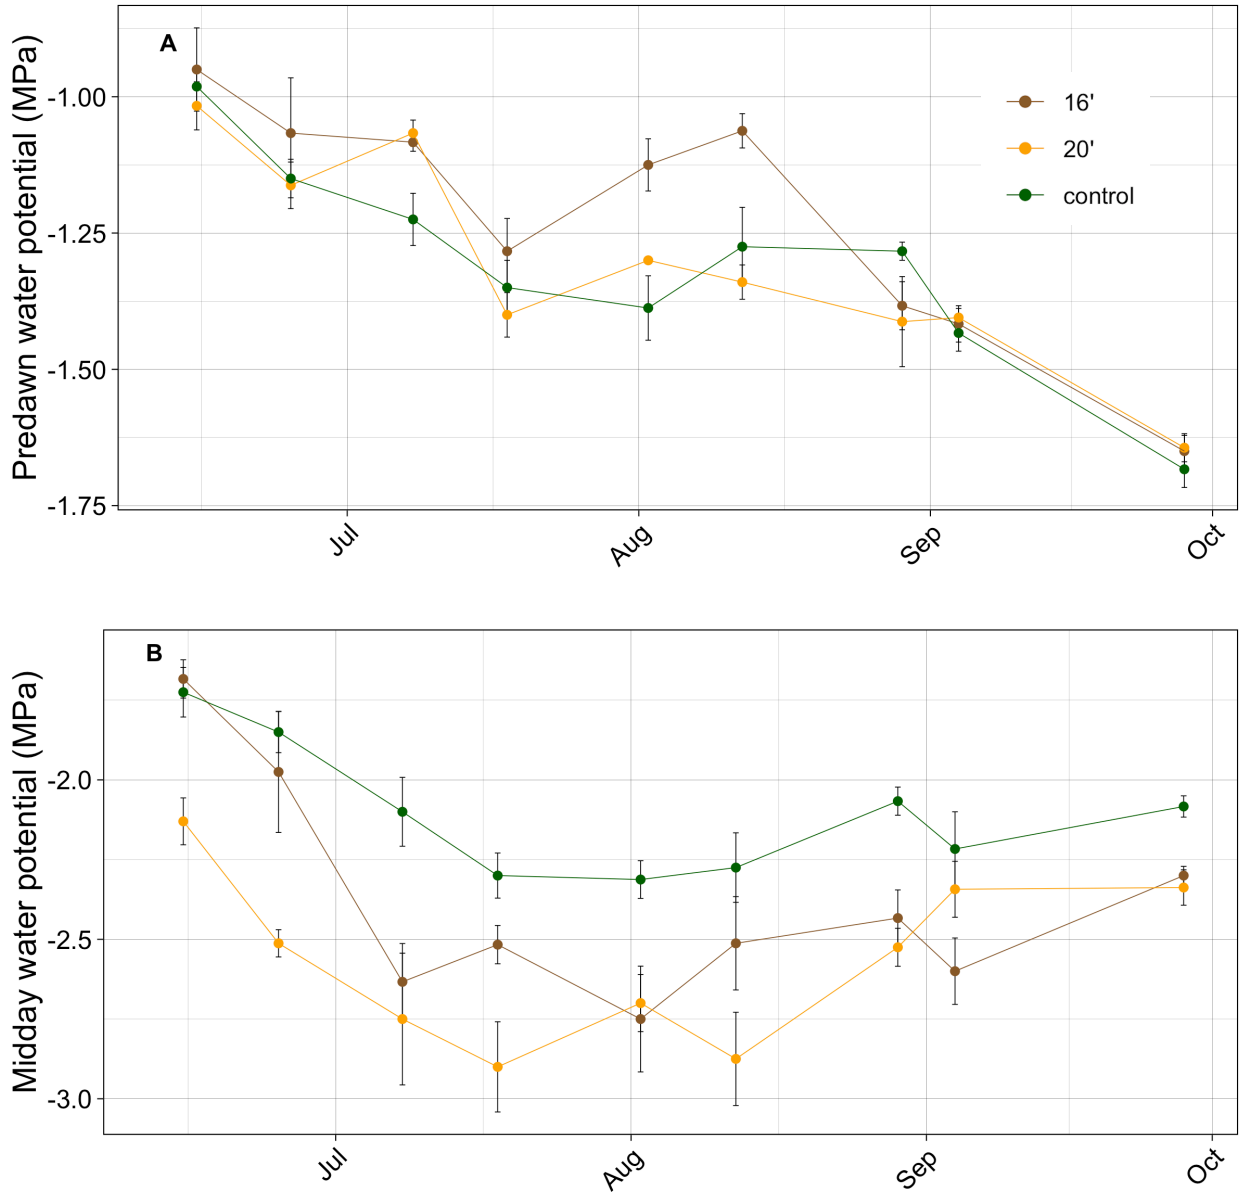 A
Predawn water potential (MPa)
-1.00
-1.25
-1.50
-1.75
16'
20'
control
Jul
Aug
Sep
Oct
B
Midday water potential (MPa)
-2.0
-2.5
-3.0
Jul
Aug
Sep
Oct